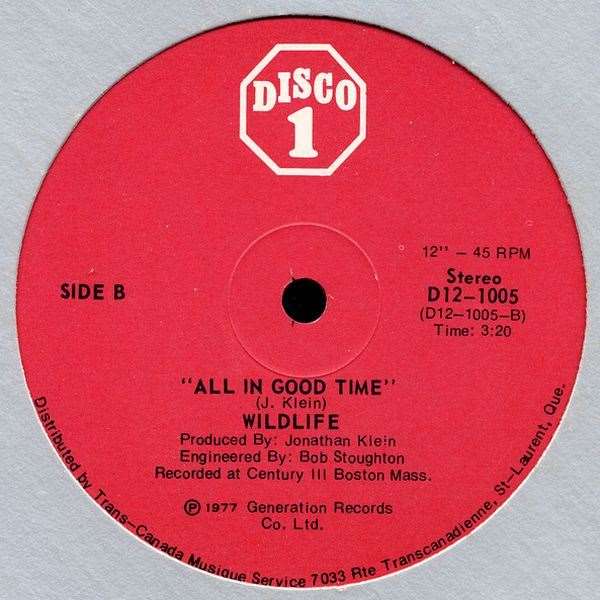 DISCO
1
12" - 45 RPM
SIDE B
Stereo
D12-1005
(D12-1005-B)
Time: 3:20
"ALL IN GOOD TIME"
(J. Klein)
WILDLIFE
Produced By: Jonathan Klein
Engineered By: Bob Stoughton
Recorded at Century III Boston Mass.
℗ 1977 Generation Records
Co. Ltd.
Distributed by Trans-Canada Musique Service 7033 Rte Transcanadienne, St-Laurent, Que.